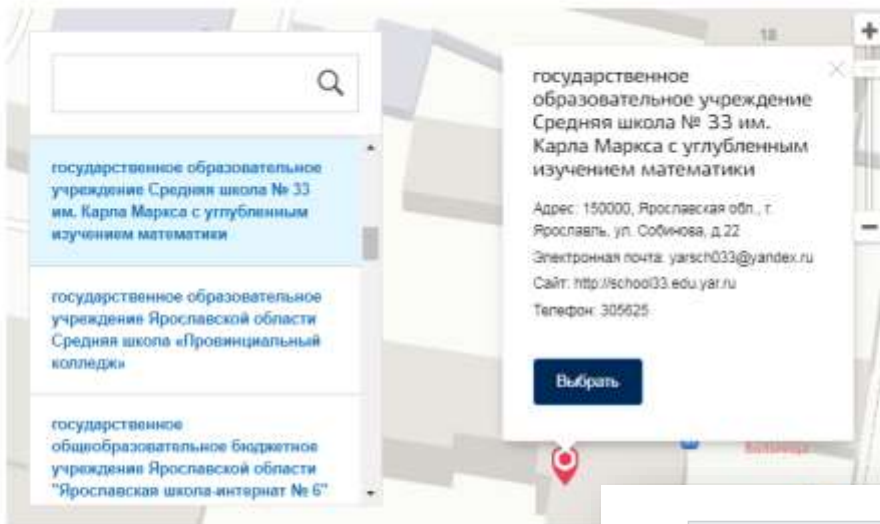 18
государственное образовательное
учреждение Средняя школа № 33
им. Карла Маркса с углубленным
изучением математики
государственное образовательное
учреждение Ярославской области
Средняя школа «Провинциальный
колледж»
государственное
общеобразовательное бюджетное
учреждение Ярославской области
"Ярославская школа-интернат № 6"
государственное
образовательное учреждение
Средняя школа № 33 им.
Карла Маркса с углубленным
изучением математики
Адрес: 150000, Ярославская обл., г.
Ярославль, ул. Собинова, д.22
Электронная почта: yarsch033@yandex.ru
Сайт: http://school33.edu.yar.ru
Телефон: 305625
Выбрать